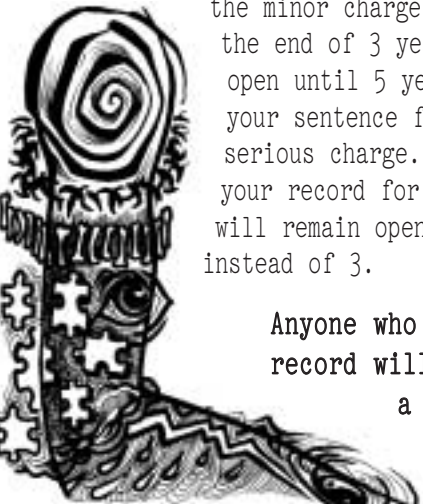 the minor charge
the end of 3 ye
open until 5 ye
your sentence f
serious charge.
your record for
will remain open
instead of 3.
Anyone who
record will
a